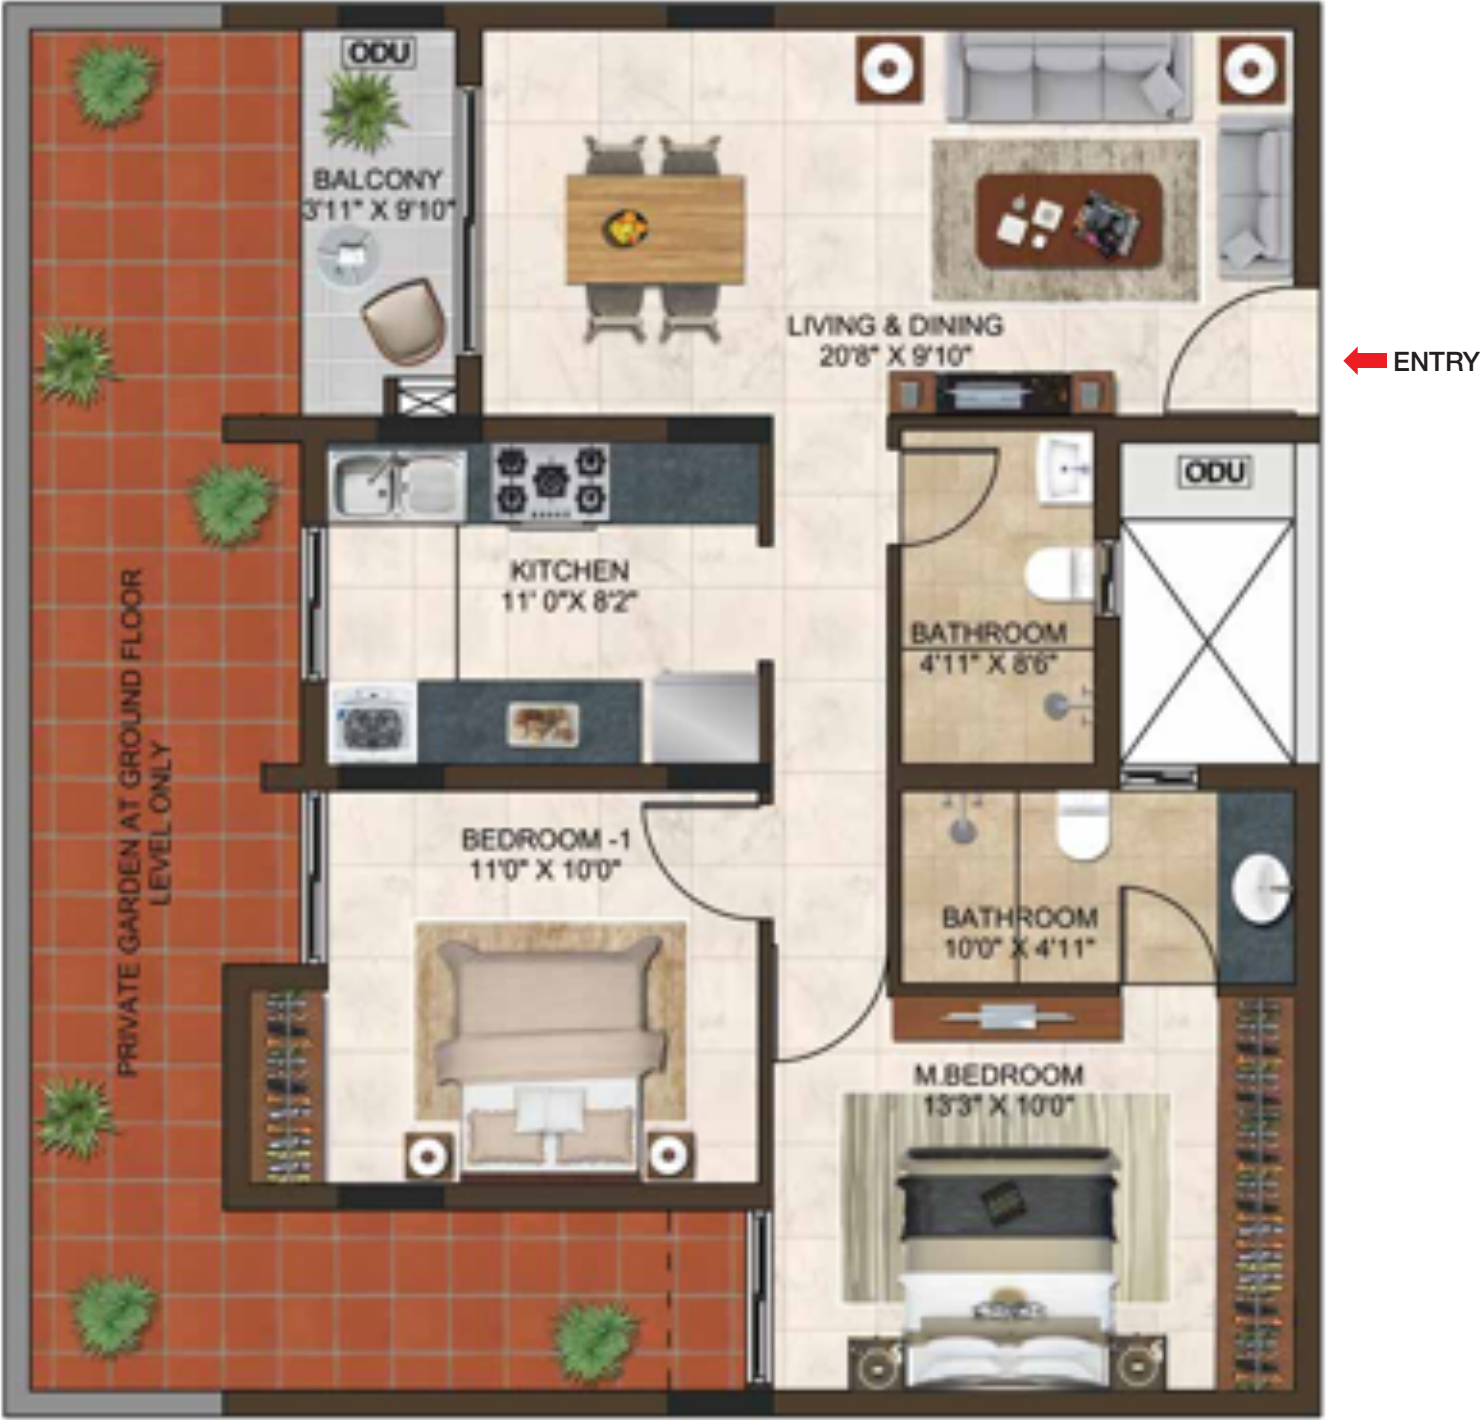 ODU
BALCONY
3'11" X 9'10"
LIVING & DINING
20'8" X 9'10"
ENTRY
ODU
KITCHEN
11' 0"X 8'2"
BATHROOM
4'11" X 8'6"
PRIVATE GARDEN AT GROUND FLOOR
LEVEL ONLY
BEDROOM -1
11'0" X 10'0"
BATHROOM
10'0" X 4'11"
M.BEDROOM
13'3" X 10'0"